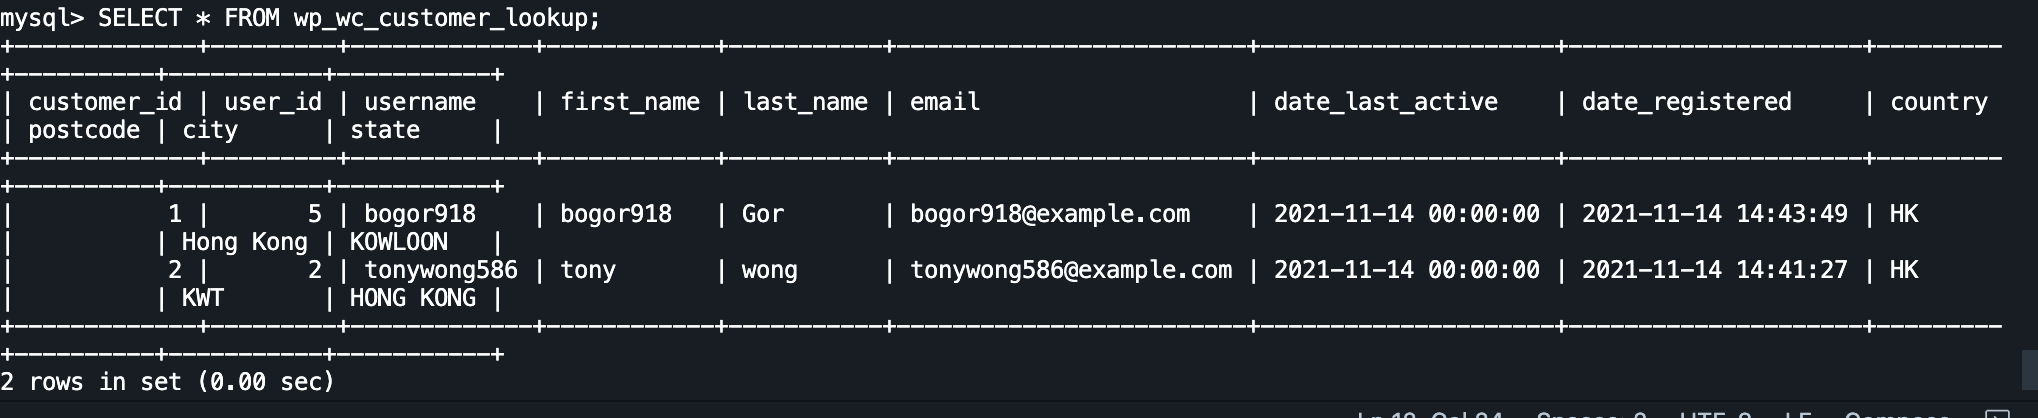 mysql> SELECT * FROM wp_wc_customer_lookup;
+-------------+---------+-------------+------------+-----------+-------------------------+---------------------+---------------------+---------
+----------+-----------+-----------+
| customer_id | user_id | username    | first_name | last_name | email                   | date_last_active    | date_registered     | country
| postcode | city      | state     |
+-------------+---------+-------------+------------+-----------+-------------------------+---------------------+---------------------+---------
+----------+-----------+-----------+
|           1 |       5 | bogor918    | bogor918   | Gor       | bogor918@example.com    | 2021-11-14 00:00:00 | 2021-11-14 14:43:49 | HK
|          | Hong Kong | KOWLOON   |
|           2 |       2 | tonywong586 | tony       | wong      | tonywong586@example.com | 2021-11-14 00:00:00 | 2021-11-14 14:41:27 | HK
|          | KWT       | HONG KONG |
+-------------+---------+-------------+------------+-----------+-------------------------+---------------------+---------------------+---------
+----------+-----------+-----------+
2 rows in set (0.00 sec)